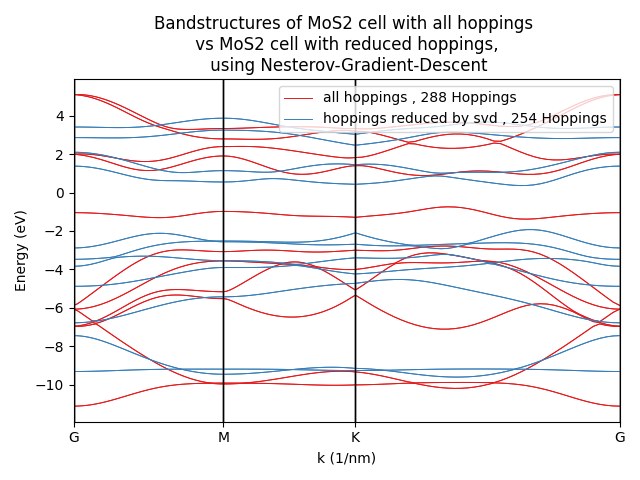 Bandstructures of MoS2 cell with all hoppings
vs MoS2 cell with reduced hoppings,
using Nesterov-Gradient-Descent
all hoppings , 288 Hoppings
hoppings reduced by svd , 254 Hoppings
Energy (eV)
4
2
0
−2
−4
−6
−8
−10
G M K G
k (1/nm)